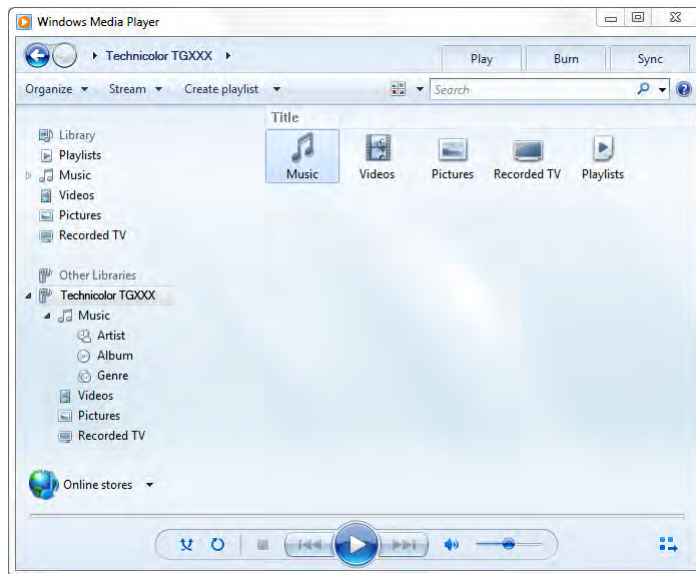 Windows Media Player
Technicolor TGXXX
Play Burn Sync
Organize Stream Create playlist Search
Title
Library
Playlists
Music
Videos
Pictures
Recorded TV
Music Videos Pictures Recorded TV Playlists
Other Libraries
Technicolor TGXXX
Music
Artist
Album
Genre
Videos
Pictures
Recorded TV
Online stores